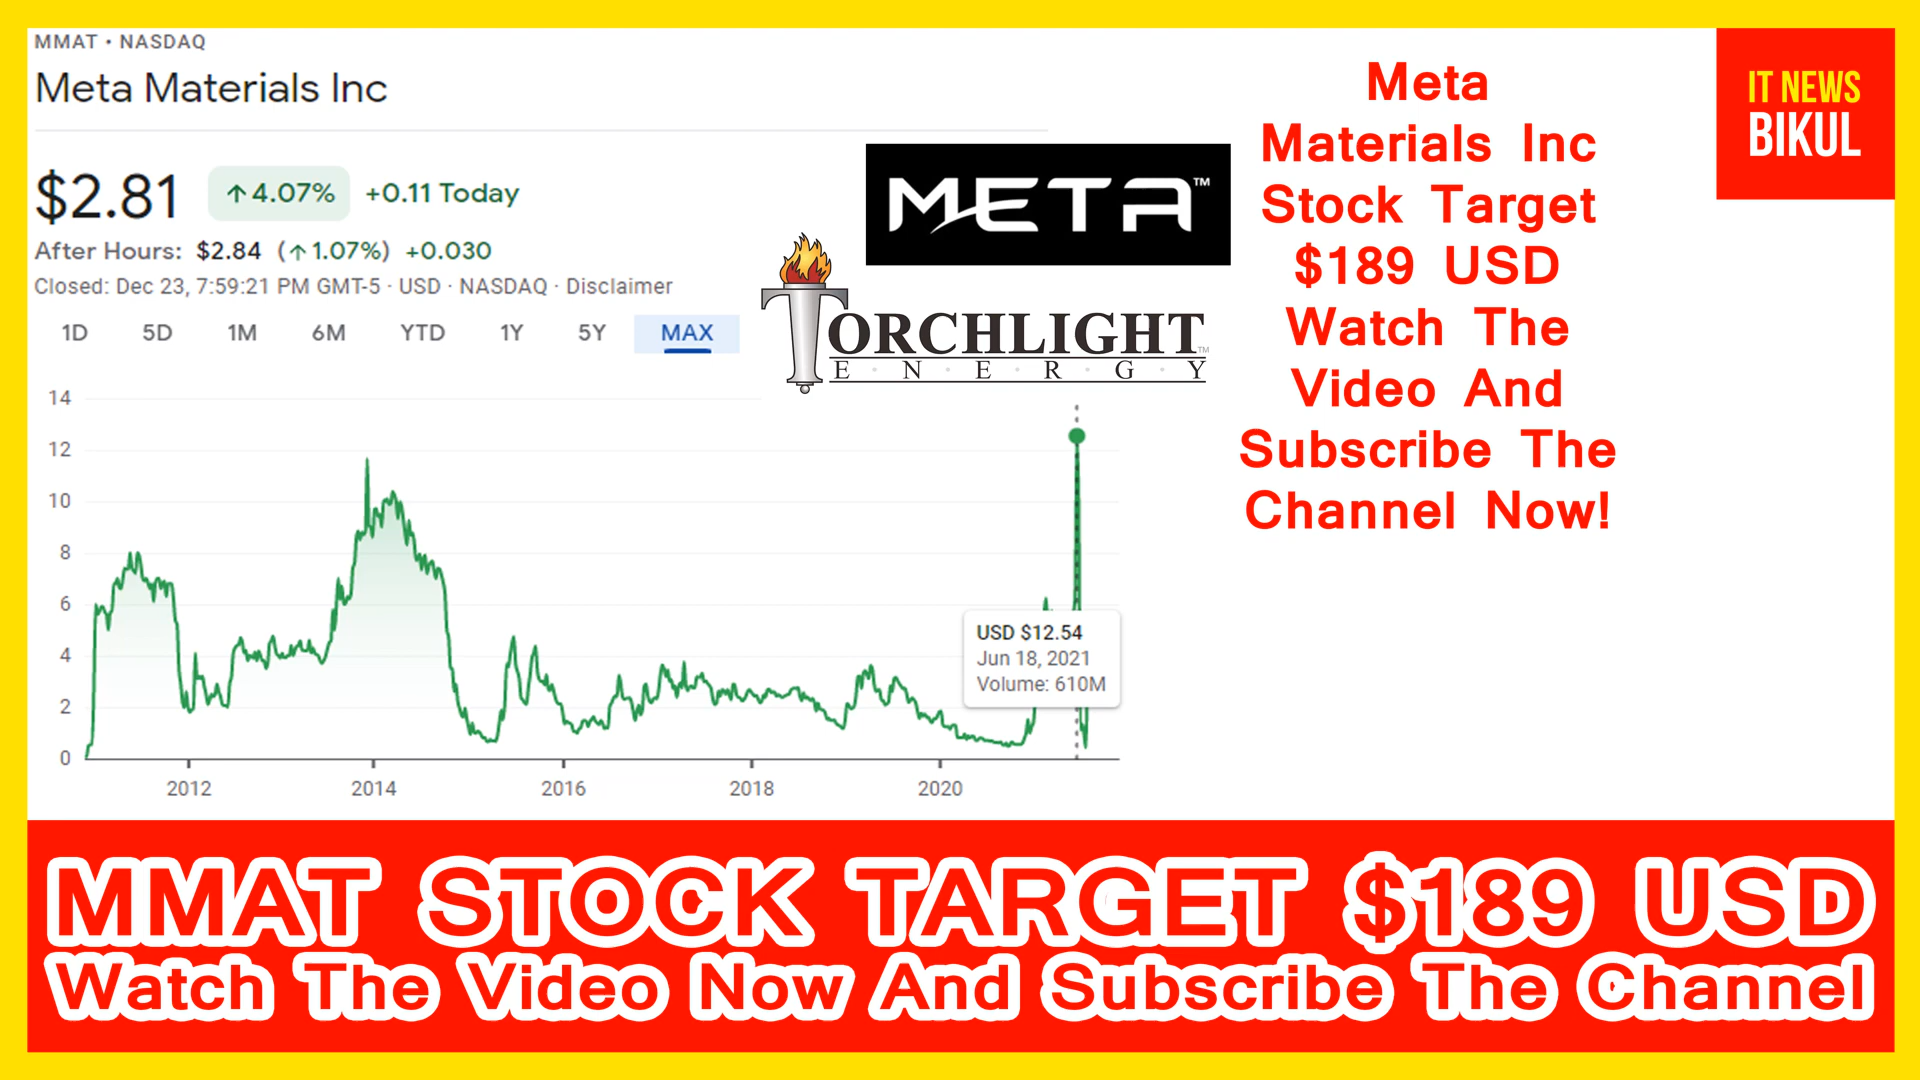 MMAT • NASDAQ
Meta Materials Inc
$2.81 ↑4.07% +0.11 Today
After Hours: $2.84 (↑1.07%) +0.030
Closed: Dec 23, 7:59:21 PM GMT-5 · USD · NASDAQ · Disclaimer
1D 5D 1M 6M YTD 1Y 5Y MAX
META™
TORCHLIGHT™
E·N·E·R·G·Y
14
12
10
8
6
4
2
0
2012 2014 2016 2018 2020
USD $12.54
Jun 18, 2021
Volume: 610M
Meta
Materials Inc
Stock Target
$189 USD
Watch The
Video And
Subscribe The
Channel Now!
IT NEWS
BIKUL
MMAT STOCK TARGET $189 USD
Watch The Video Now And Subscribe The Channel